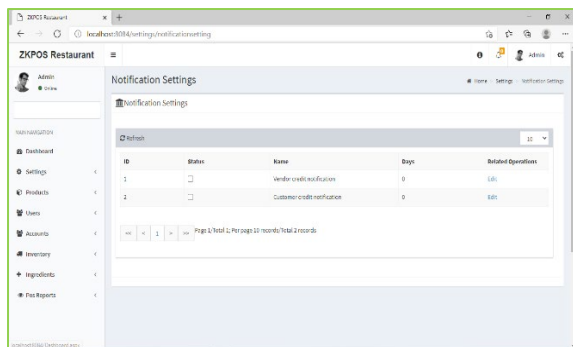 ZKPOS Restaurant
localhost:8084/settings/notificationsetting
ZKPOS Restaurant
Admin
Admin
Online
Notification Settings
Home
Settings
Notification Settings
Notification Settings
MAIN NAVIGATION
Refresh
10
Dashboard
ID Status Name Days Related Operations
Settings
1 Vendor credit notification 0 Edit
Products
2 Customer credit notification 0 Edit
Users
<< < 1 > >> Page 1/Total 1; Per page 10 records/Total 2 records
Accounts
Inventory
Ingredients
Pos Reports